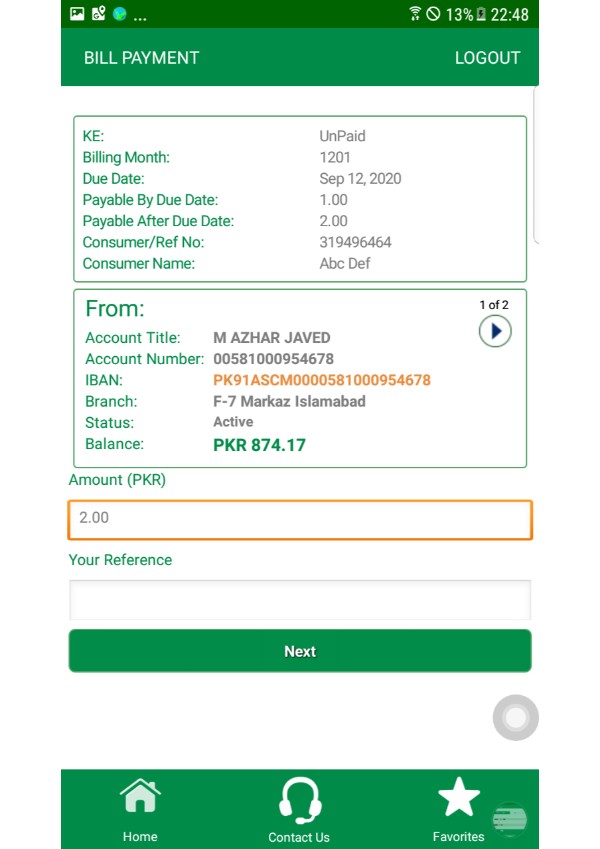 ... 13% 22:48
BILL PAYMENT LOGOUT
KE: UnPaid
Billing Month: 1201
Due Date: Sep 12, 2020
Payable By Due Date: 1.00
Payable After Due Date: 2.00
Consumer/Ref No: 319496464
Consumer Name: Abc Def
From: 1 of 2
Account Title: M AZHAR JAVED
Account Number: 00581000954678
IBAN: PK91ASCM0000581000954678
Branch: F-7 Markaz Islamabad
Status: Active
Balance: PKR 874.17
Amount (PKR)
2.00
Your Reference
Next
Home Contact Us Favorites